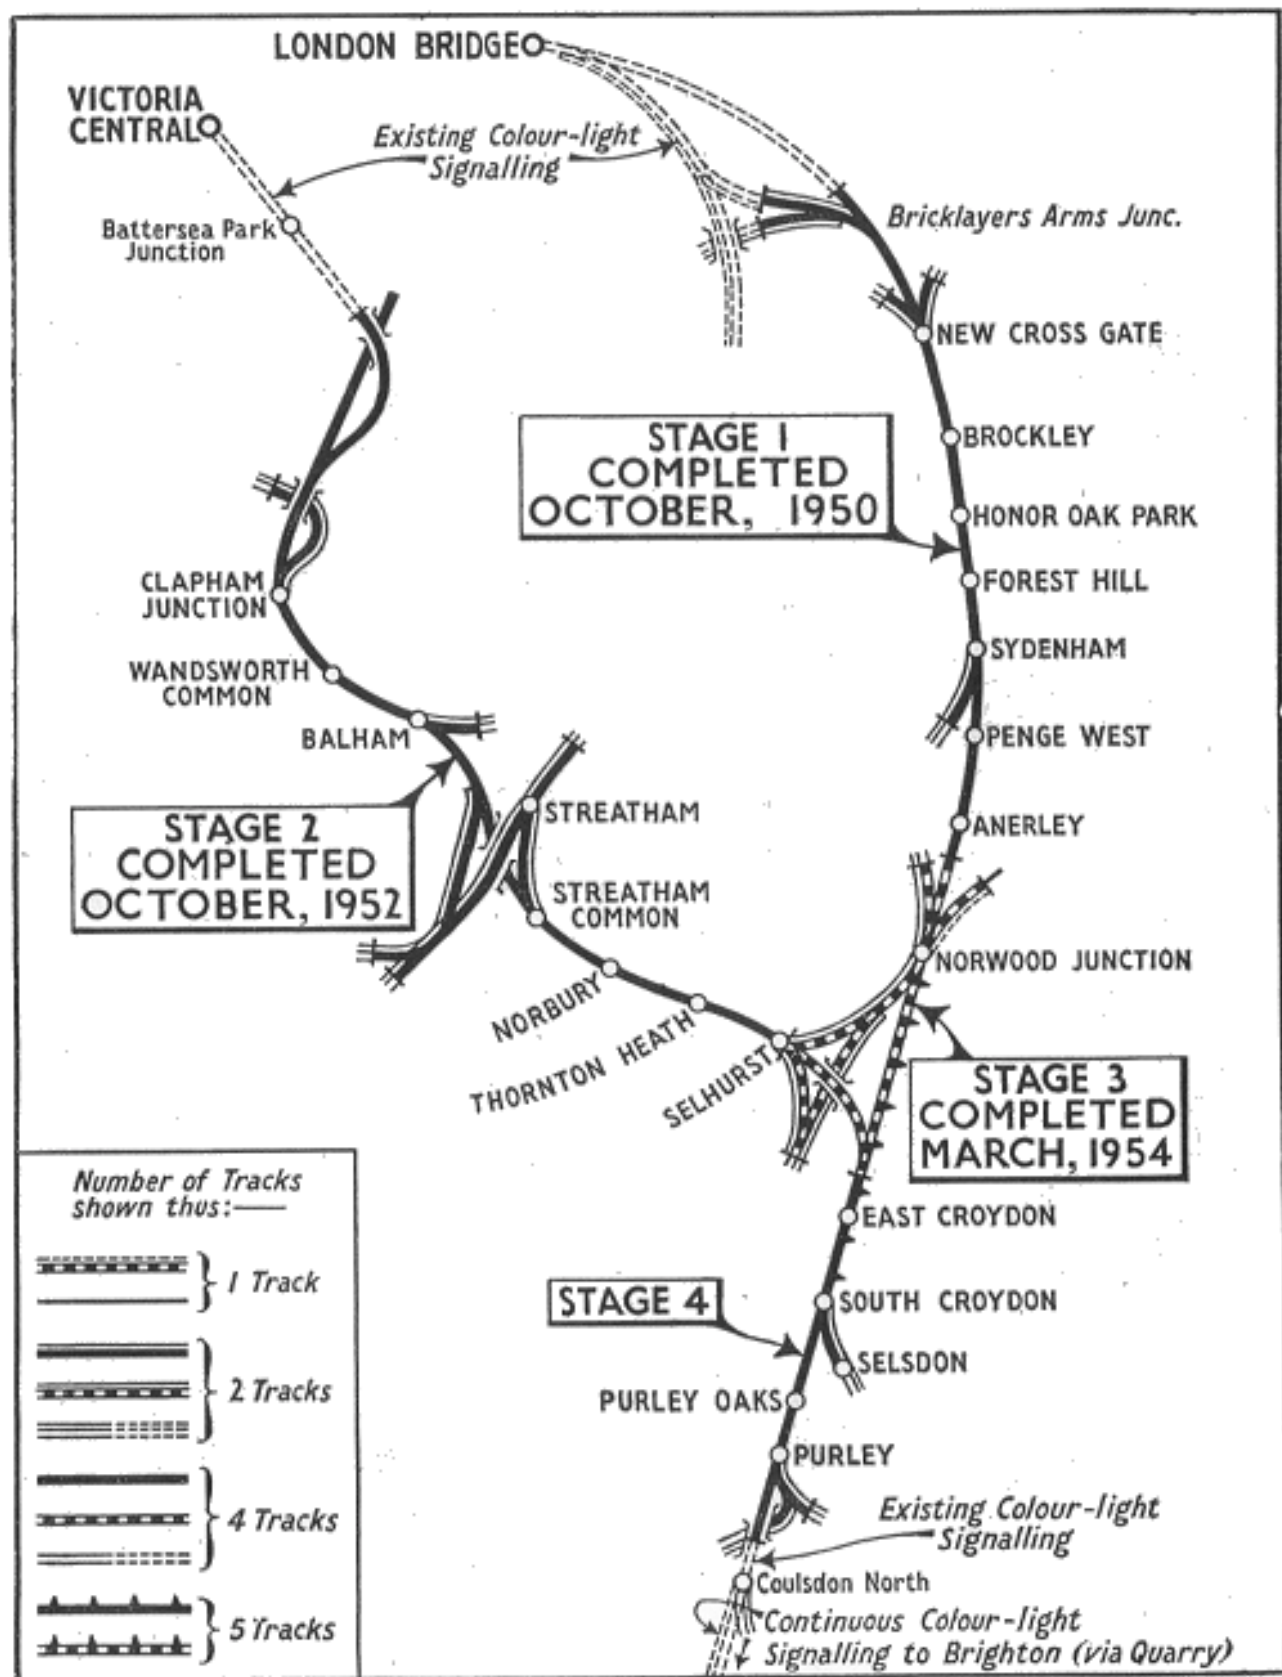 LONDON BRIDGE
VICTORIA
CENTRAL
Existing Colour-light
Signalling
Battersea Park
Junction
Bricklayers Arms Junc.
NEW CROSS GATE
STAGE 1
COMPLETED
OCTOBER, 1950
BROCKLEY
HONOR OAK PARK
FOREST HILL
CLAPHAM
JUNCTION
SYDENHAM
WANDSWORTH
COMMON
BALHAM
PENGE WEST
STAGE 2
COMPLETED
OCTOBER, 1952
STREATHAM
ANERLEY
STREATHAM
COMMON
NORWOOD JUNCTION
NORBURY
THORNTON HEATH
SELHURST
STAGE 3
COMPLETED
MARCH, 1954
EAST CROYDON
STAGE 4
SOUTH CROYDON
SELSDON
PURLEY OAKS
PURLEY
Existing Colour-light
Signalling
Coulsdon North
Continuous Colour-light
Signalling to Brighton (via Quarry)
Number of Tracks
shown thus:—
1 Track
2 Tracks
4 Tracks
5 Tracks